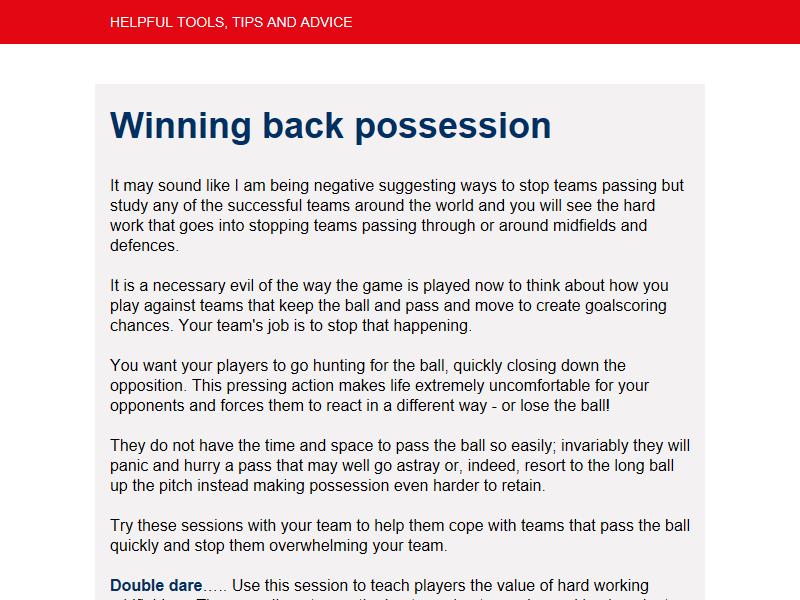 HELPFUL TOOLS, TIPS AND ADVICE
Winning back possession
It may sound like I am being negative suggesting ways to stop teams passing but
study any of the successful teams around the world and you will see the hard
work that goes into stopping teams passing through or around midfields and
defences.
It is a necessary evil of the way the game is played now to think about how you
play against teams that keep the ball and pass and move to create goalscoring
chances. Your team's job is to stop that happening.
You want your players to go hunting for the ball, quickly closing down the
opposition. This pressing action makes life extremely uncomfortable for your
opponents and forces them to react in a different way - or lose the ball!
They do not have the time and space to pass the ball so easily; invariably they will
panic and hurry a pass that may well go astray or, indeed, resort to the long ball
up the pitch instead making possession even harder to retain.
Try these sessions with your team to help them cope with teams that pass the ball
quickly and stop them overwhelming your team.
Double dare….. Use this session to teach players the value of hard working